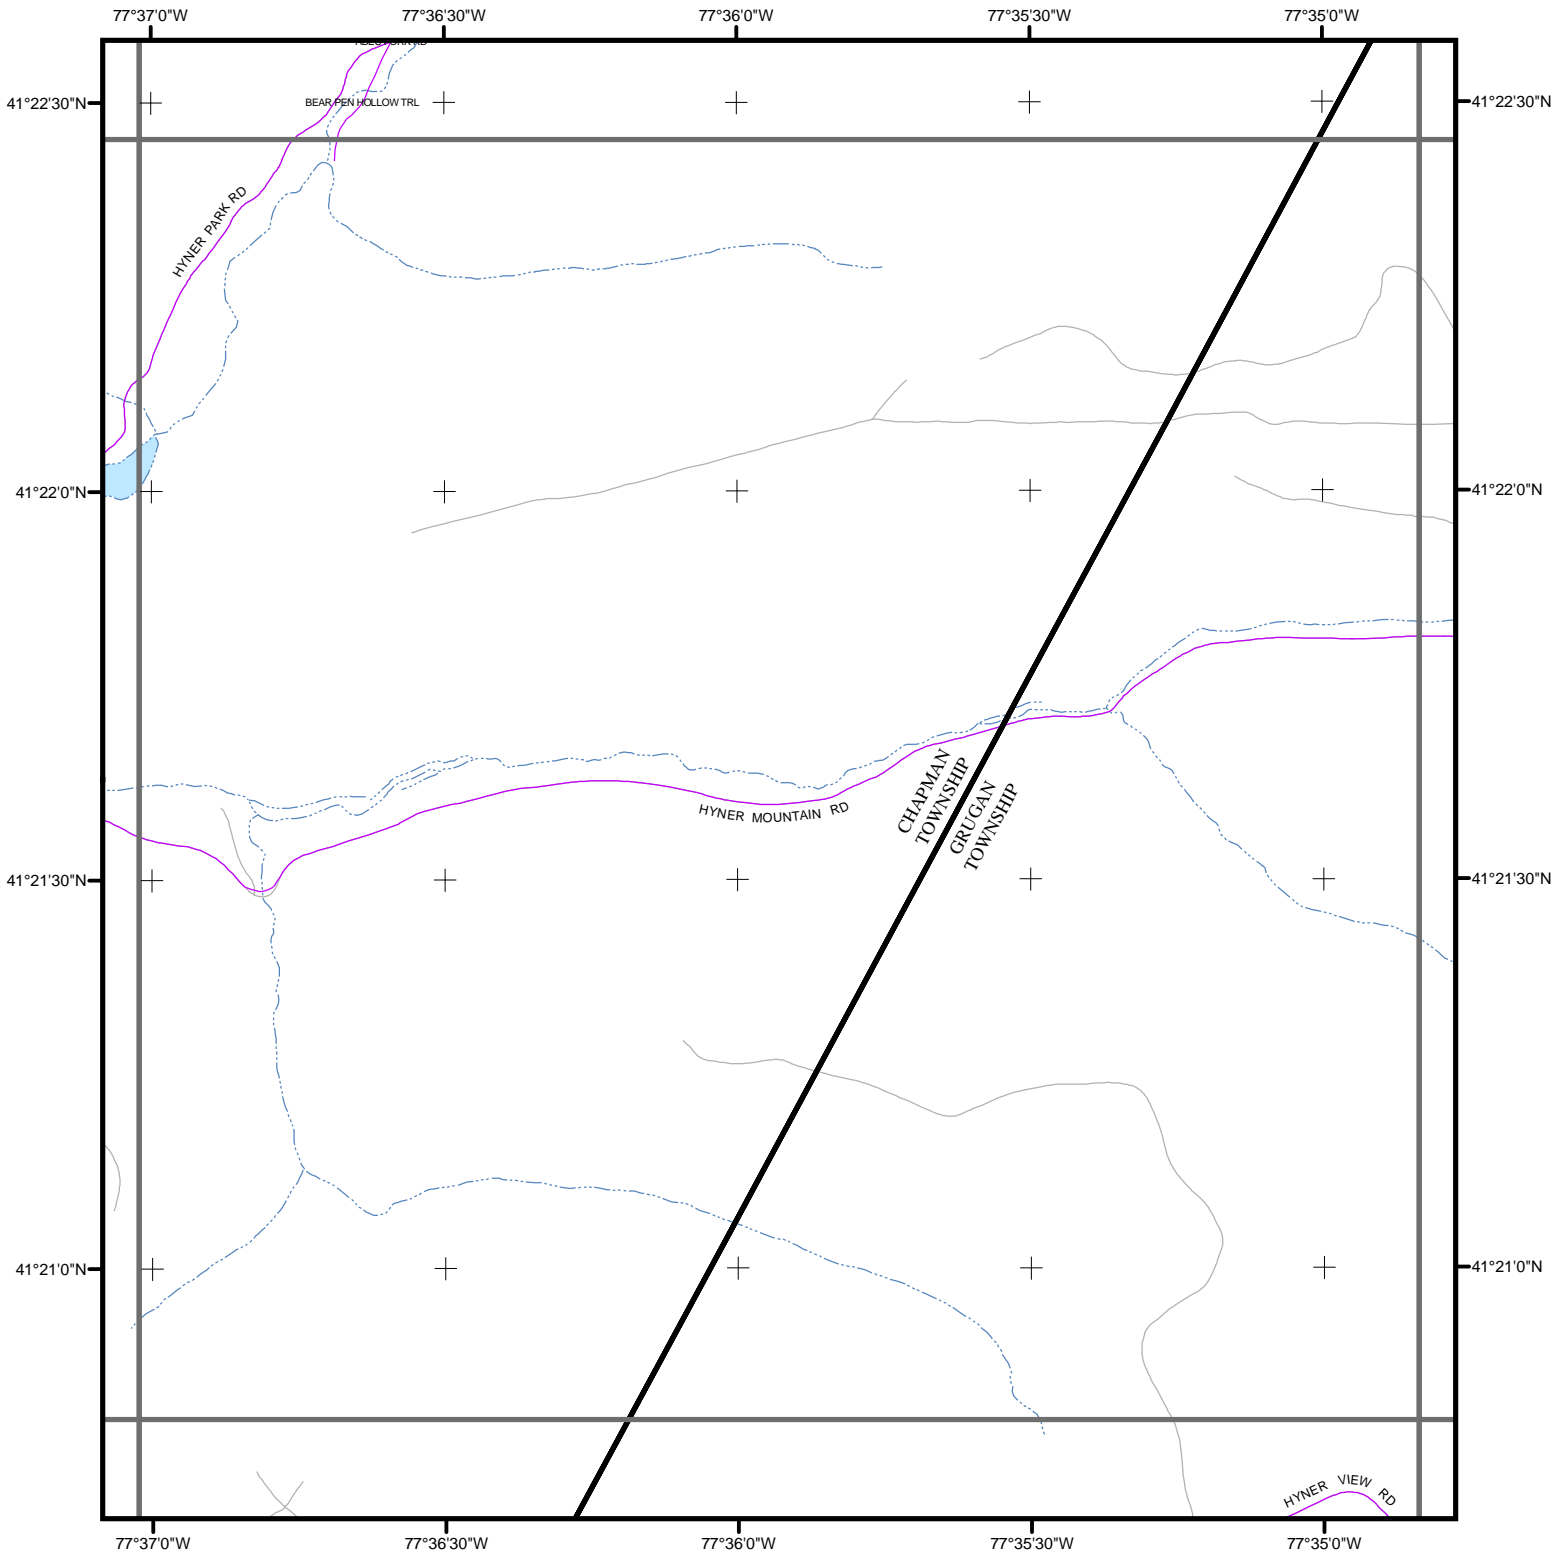 77°37'0"W 77°36'30"W 77°36'0"W 77°35'30"W 77°35'0"W
BEAR PEN HOLLOW TRL
41°22'30"N 41°22'30"N
HYNER PARK RD
41°22'0"N 41°22'0"N
CHAPMAN
TOWNSHIP
GRUGAN
TOWNSHIP
HYNER MOUNTAIN RD
41°21'30"N 41°21'30"N
41°21'0"N 41°21'0"N
HYNER VIEW RD
77°37'0"W 77°36'30"W 77°36'0"W 77°35'30"W 77°35'0"W